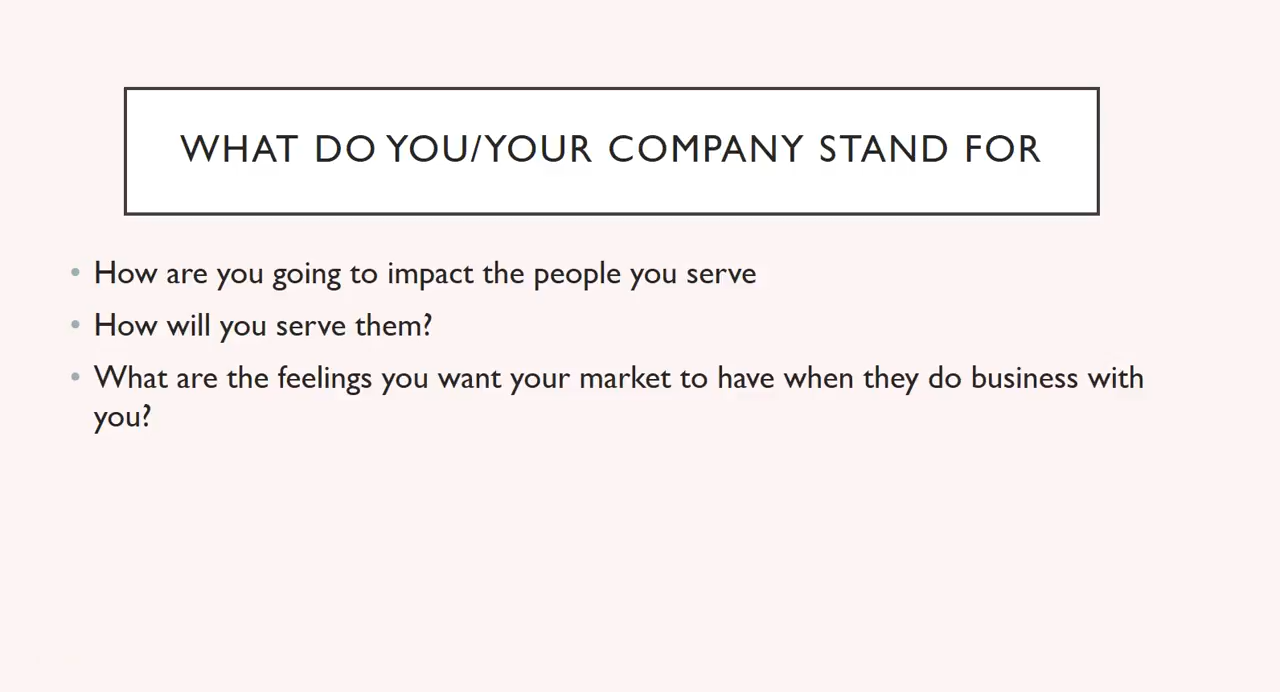 WHAT DO YOU/YOUR COMPANY STAND FOR
• How are you going to impact the people you serve
• How will you serve them?
• What are the feelings you want your market to have when they do business with
you?